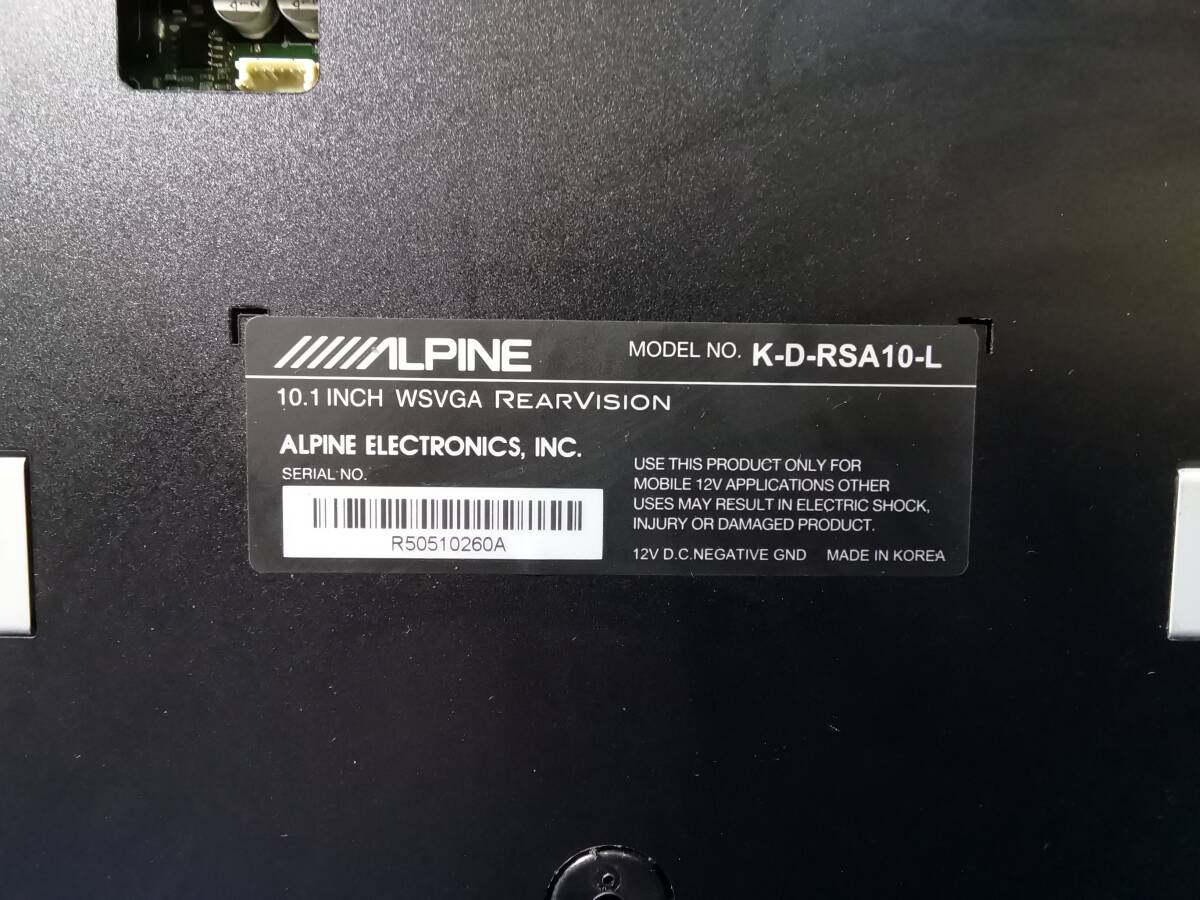 ALPINE MODEL NO. K-D-RSA10-L
10.1 INCH WSVGA REARVISION
ALPINE ELECTRONICS, INC.
SERIAL NO.
R50510260A
USE THIS PRODUCT ONLY FOR
MOBILE 12V APPLICATIONS OTHER
USES MAY RESULT IN ELECTRIC SHOCK,
INJURY OR DAMAGED PRODUCT.
12V D.C.NEGATIVE GND MADE IN KOREA